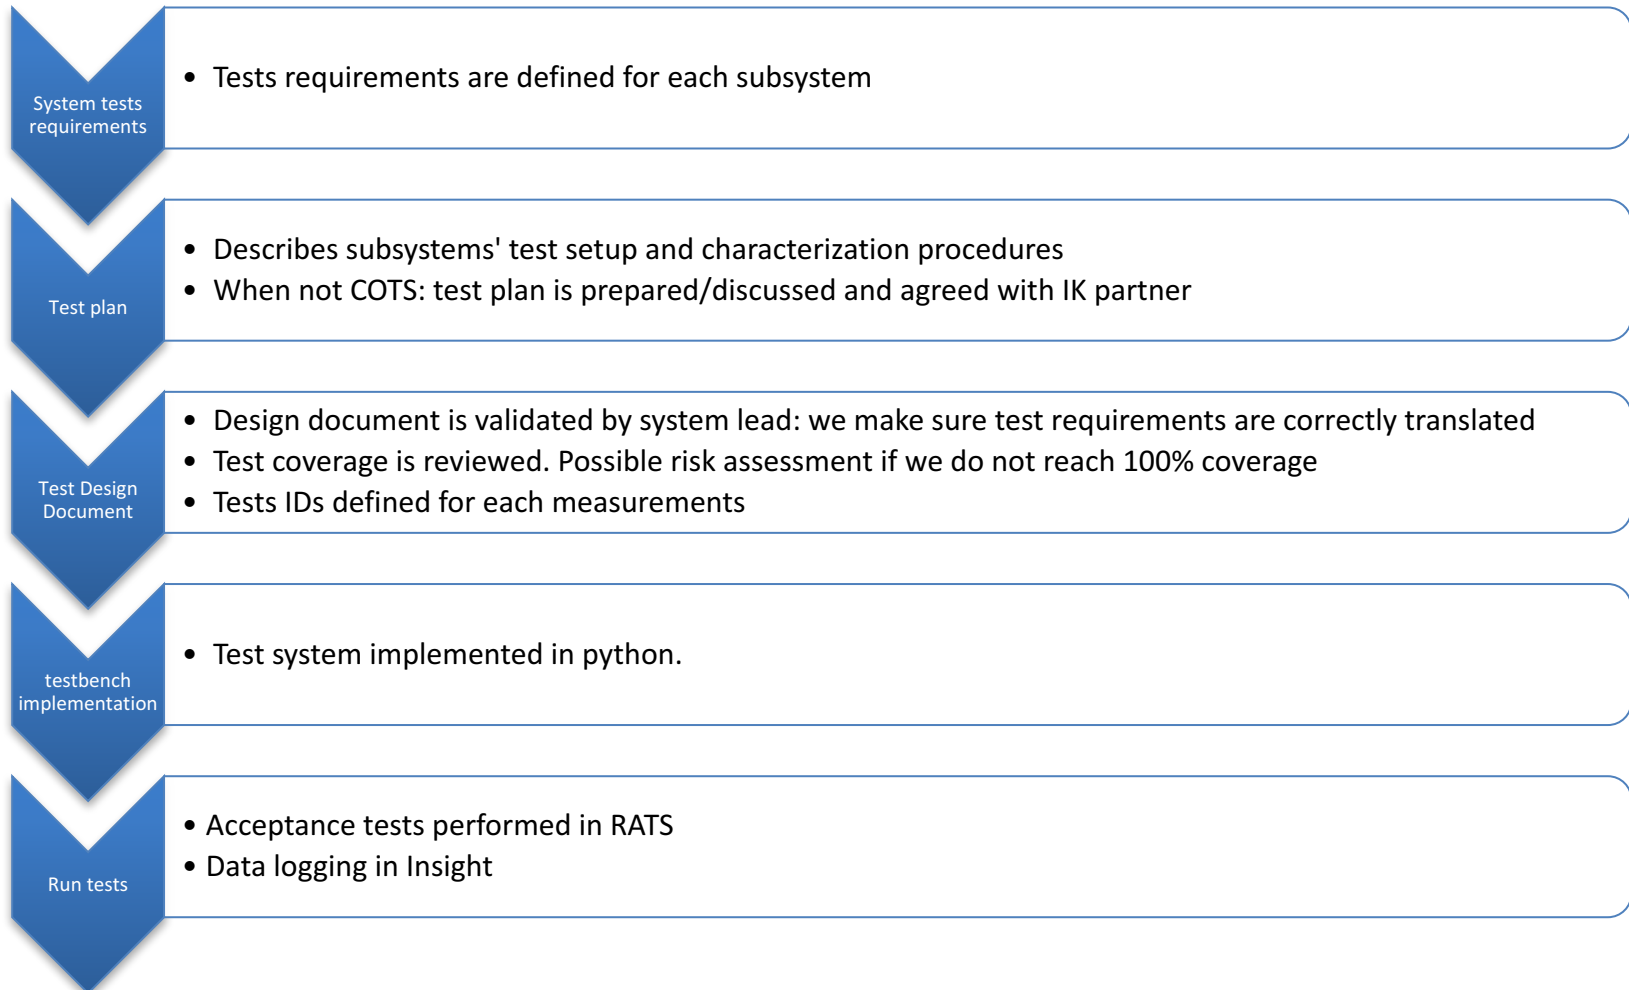 System tests
requirements
• Tests requirements are defined for each subsystem
Test plan
• Describes subsystems' test setup and characterization procedures
• When not COTS: test plan is prepared/discussed and agreed with IK partner
Test Design
Document
• Design document is validated by system lead: we make sure test requirements are correctly translated
• Test coverage is reviewed. Possible risk assessment if we do not reach 100% coverage
• Tests IDs defined for each measurements
testbench
implementation
• Test system implemented in python.
Run tests
• Acceptance tests performed in RATS
• Data logging in Insight